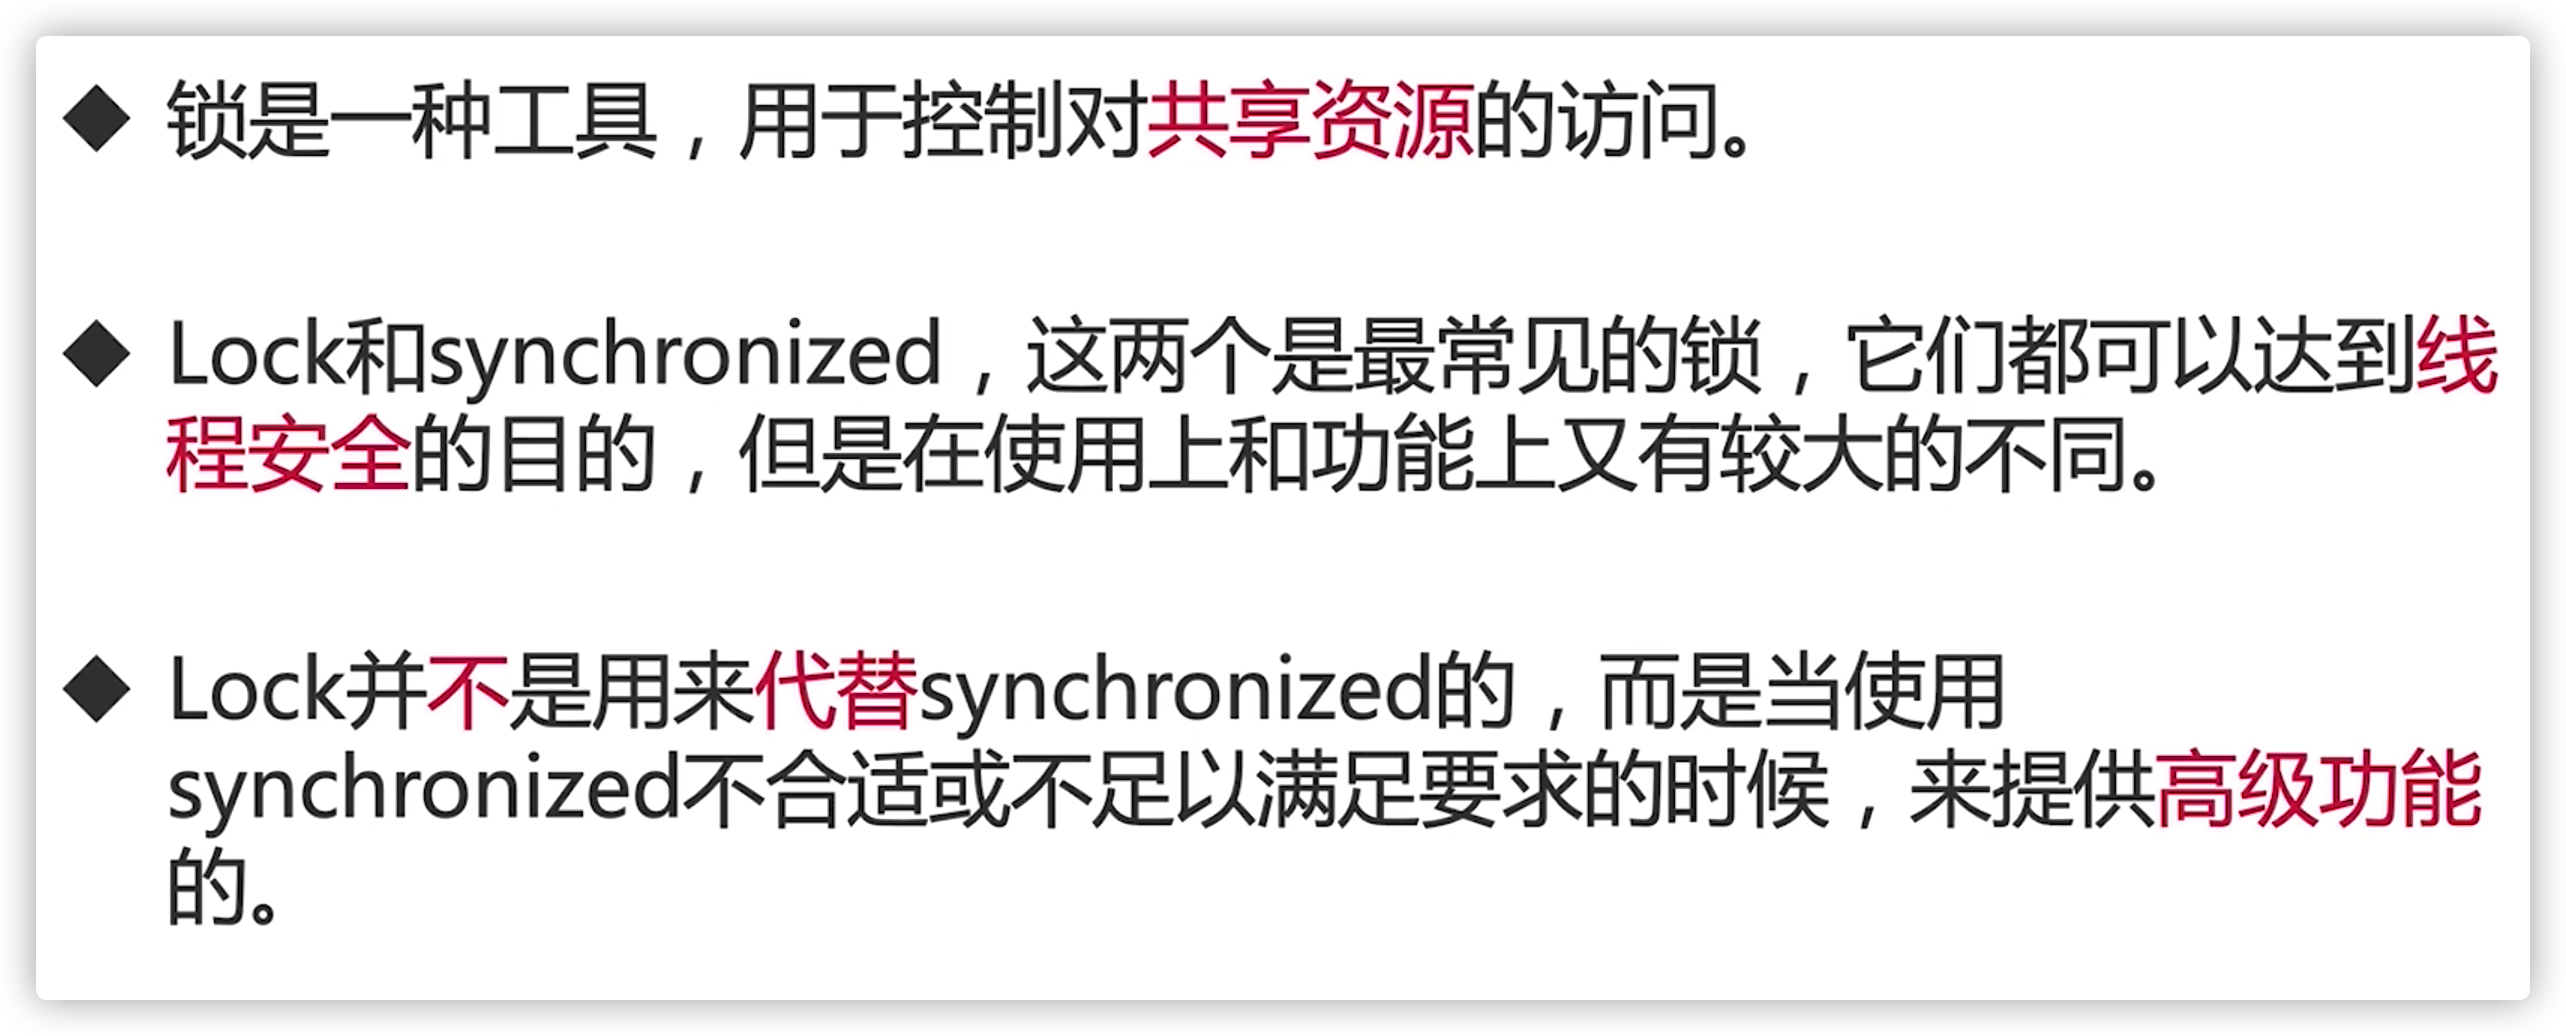 ◆ 锁是一种工具，用于控制对共享资源的访问。
◆ Lock和synchronized，这两个是最常见的锁，它们都可以达到线
程安全的目的，但是在使用上和功能上又有较大的不同。
◆ Lock并不是用来代替synchronized的，而是当使用
synchronized不合适或不足以满足要求的时候，来提供高级功能
的。